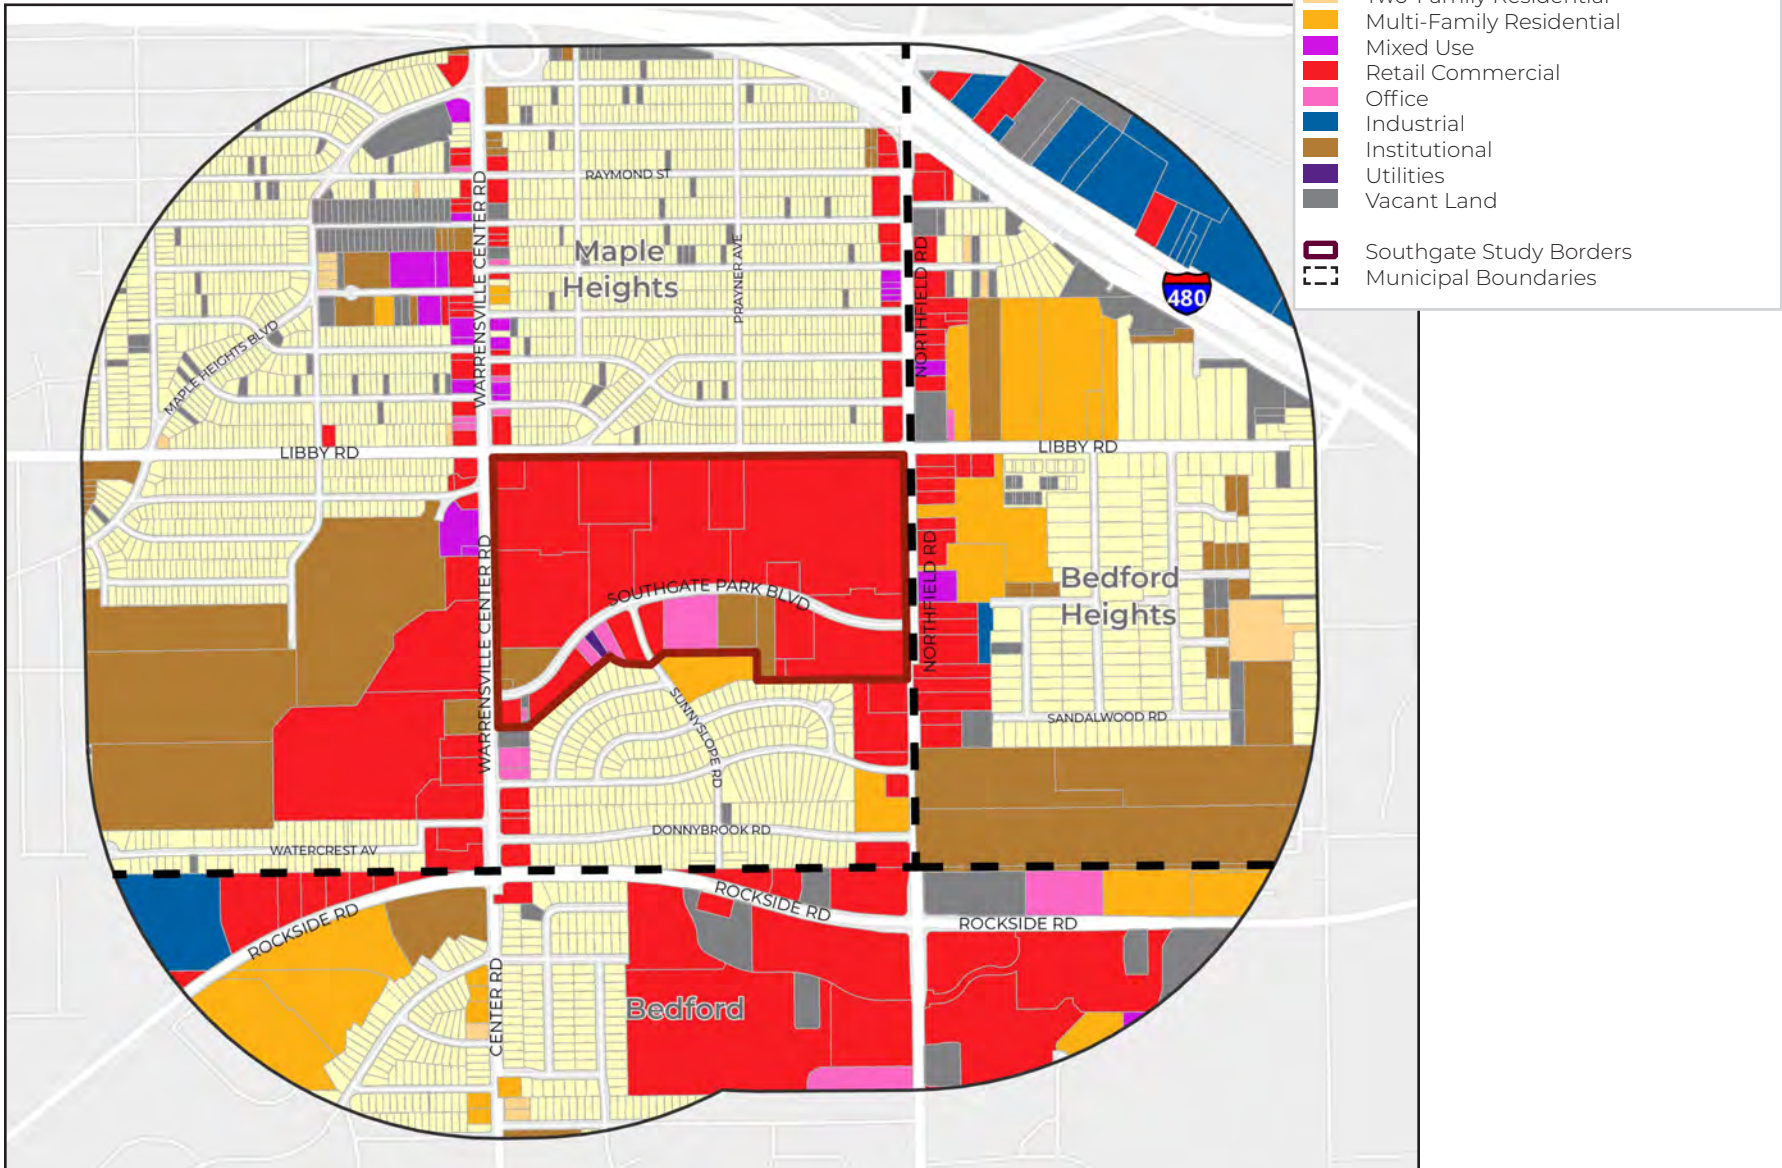 Two-Family Residential
Multi-Family Residential
Mixed Use
Retail Commercial
Office
Industrial
Institutional
Utilities
Vacant Land
Southgate Study Borders
Municipal Boundaries
RAYMOND ST
WARRENSVILLE CENTER RD
Maple
Heights
PRAYNER AVE
NORTHFIELD RD
480
MAPLE HEIGHTS BLVD
LIBBY RD
LIBBY RD
WARRENSVILLE CENTER RD
SOUTHGATE PARK BLVD
NORTHFIELD RD
Bedford
Heights
SUNNYSLOPE RD
SANDALWOOD RD
DONNYBROOK RD
WATERCREST AV
ROCKSIDE RD
ROCKSIDE RD
ROCKSIDE RD
CENTER RD
Bedford